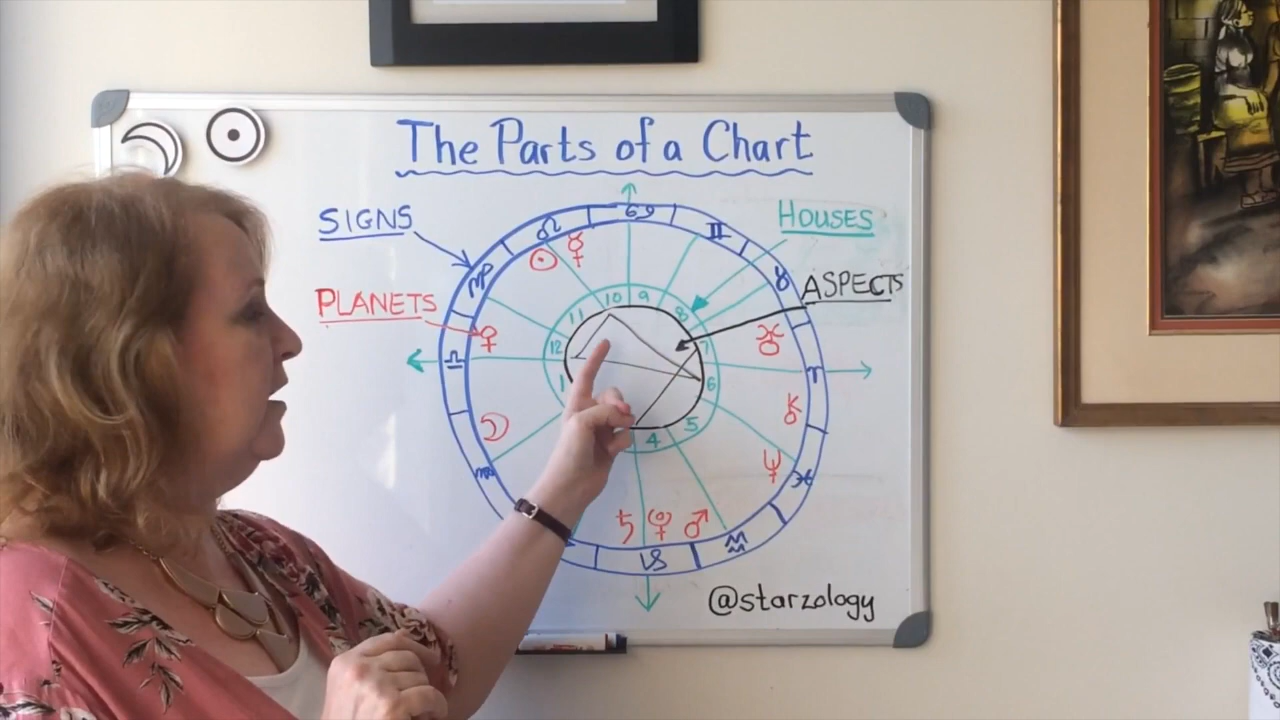 The Parts of a Chart
SIGNS
HOUSES
PLANETS
ASPECTS
10 9
11 8
12 7
1 6
5
4
@starzology